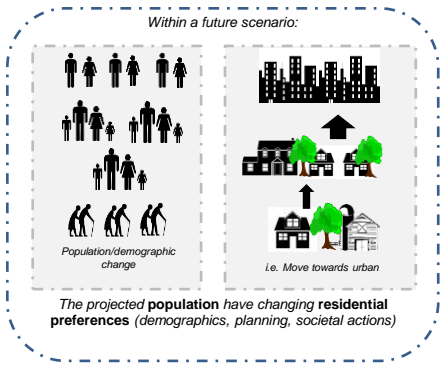 Within a future scenario:
Population/demographic
change
i.e. Move towards urban
The projected population have changing residential
preferences (demographics, planning, societal actions)